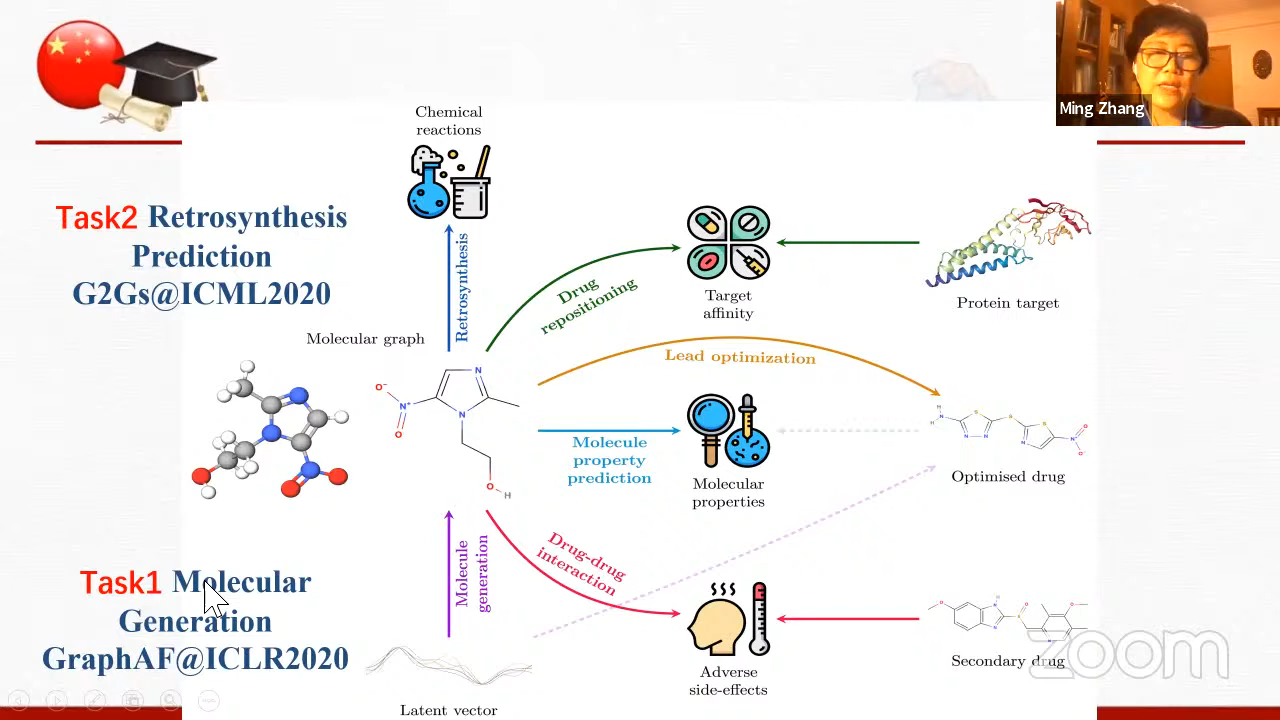 Ming Zhang
Chemical
reactions
Task2 Retrosynthesis
Prediction
G2Gs@ICML2020
Retrosynthesis
Drug
repositioning
Target
affinity
Protein target
Molecular graph
Lead optimization
N
O⁻
N⁺
O
N
O
H
Molecule
property
prediction
Molecular
properties
H
N
H
S
N
N
S
S
N
N⁺
O
O⁻
Optimised drug
Task1 Molecular
Generation
GraphAF@ICLR2020
Molecule
generation
Drug-drug
interaction
Adverse
side-effects
Secondary drug
Latent vector
zoom